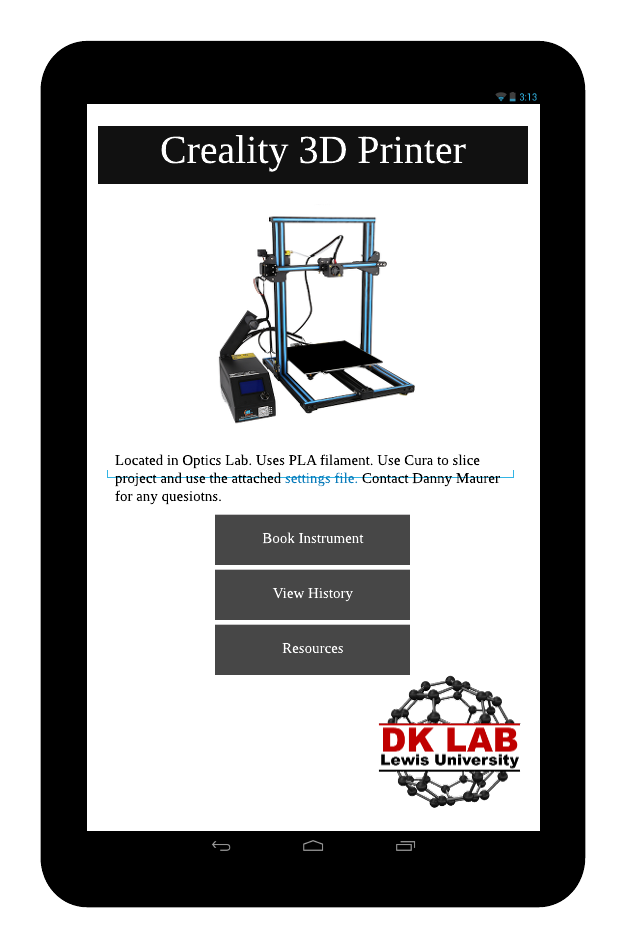 3:13
Creality 3D Printer
Located in Optics Lab. Uses PLA filament. Use Cura to slice
project and use the attached settings file. Contact Danny Maurer
for any quesiotns.
Book Instrument
View History
Resources
DK LAB
Lewis University